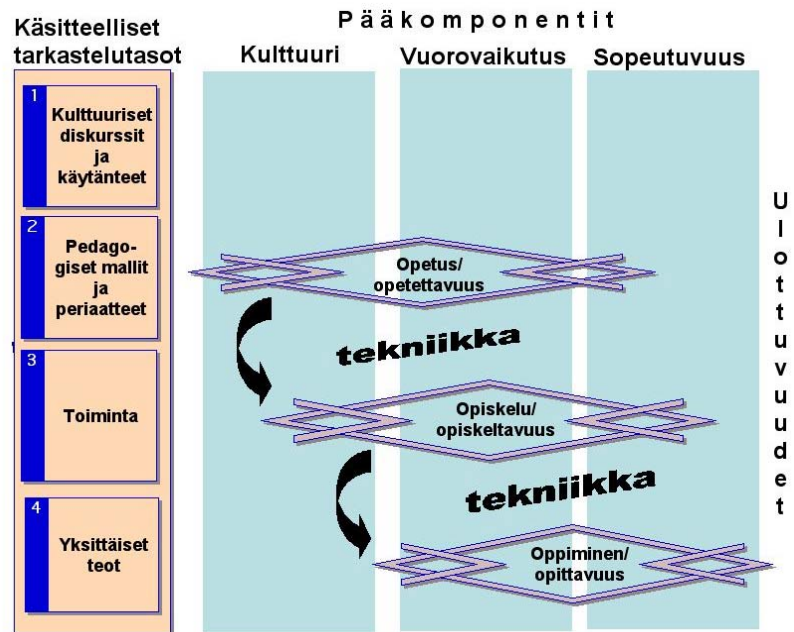 Käsitteelliset
tarkastelutasot
Pääkomponentit
Kulttuuri
Vuorovaikutus
Sopeutuvuus
1
Kulttuuriset
diskurssit
ja
käytänteet
2
Pedago-
giset mallit
ja
periaatteet
Opetus/
opetettavuus
tekniikka
3
Toiminta
Opiskelu/
opiskeltavuus
tekniikka
4
Yksittäiset
teot
Oppiminen/
opittavuus
Ulottuvuudet